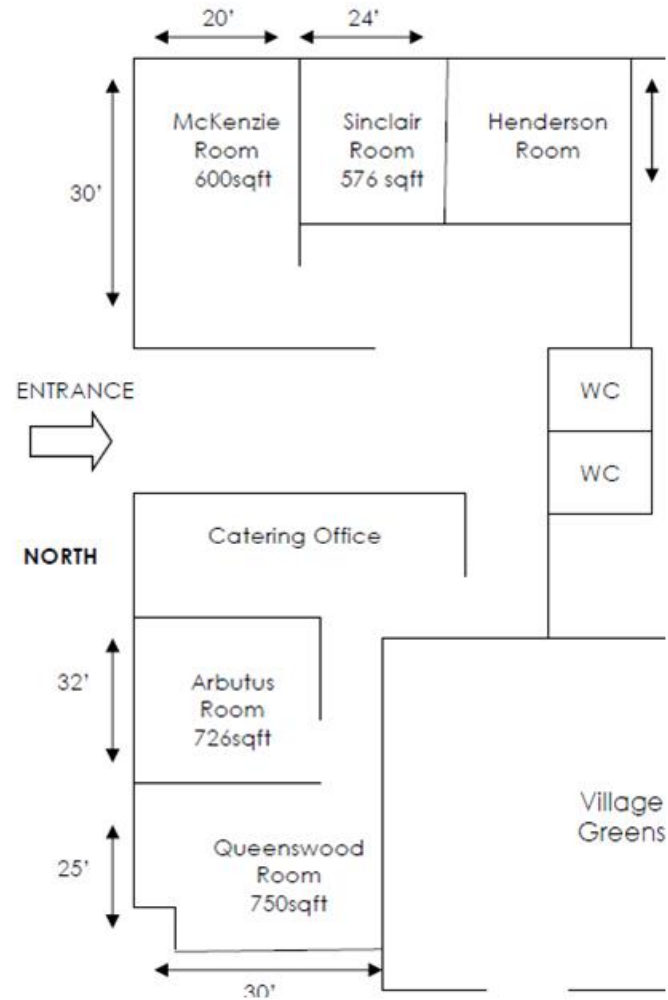 20’ 24’
McKenzie
Room
600sqft
Sinclair
Room
576 sqft
Henderson
Room
30’
ENTRANCE
WC
WC
Catering Office
NORTH
32’
Arbutus
Room
726sqft
Village
Greens
25’
Queenswood
Room
750sqft
30’